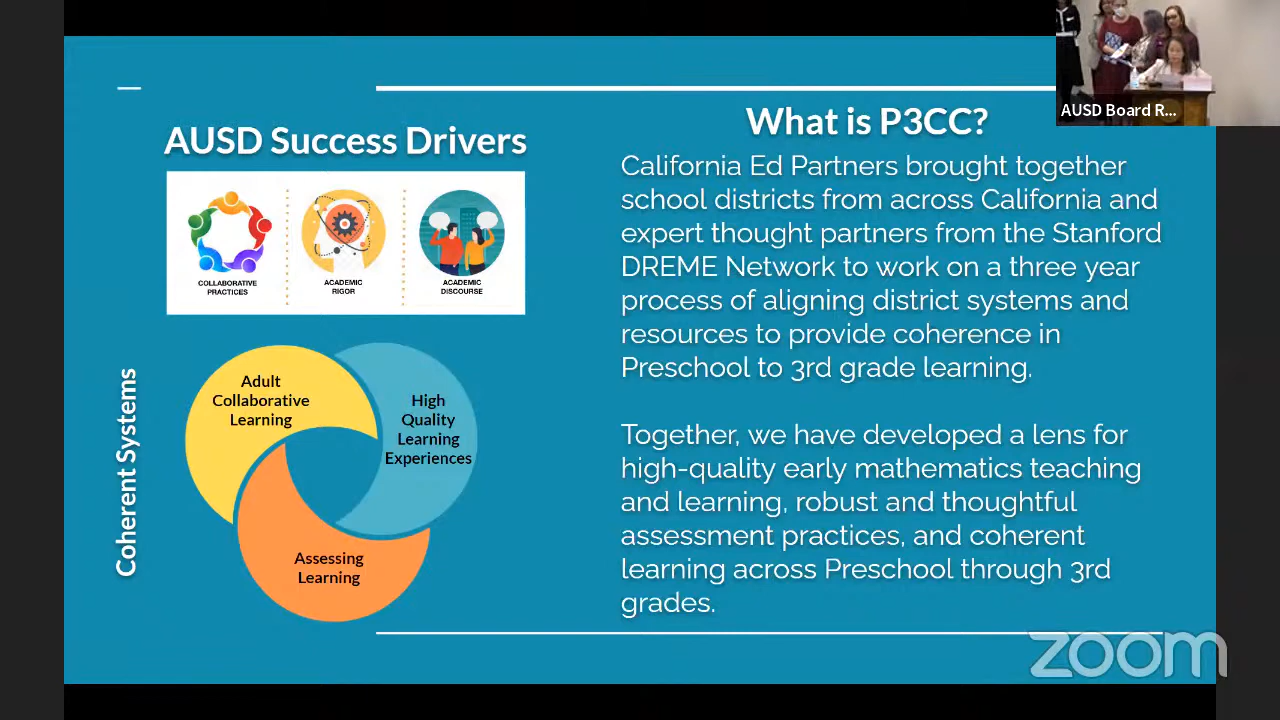 AUSD Board R...
AUSD Success Drivers
COLLABORATIVE
PRACTICES
ACADEMIC
RIGOR
ACADEMIC
DISCOURSE
Coherent Systems
Adult
Collaborative
Learning
High
Quality
Learning
Experiences
Assessing
Learning
What is P3CC?
California Ed Partners brought together
school districts from across California and
expert thought partners from the Stanford
DREME Network to work on a three year
process of aligning district systems and
resources to provide coherence in
Preschool to 3rd grade learning.
Together, we have developed a lens for
high-quality early mathematics teaching
and learning, robust and thoughtful
assessment practices, and coherent
learning across Preschool through 3rd
grades.
zoom